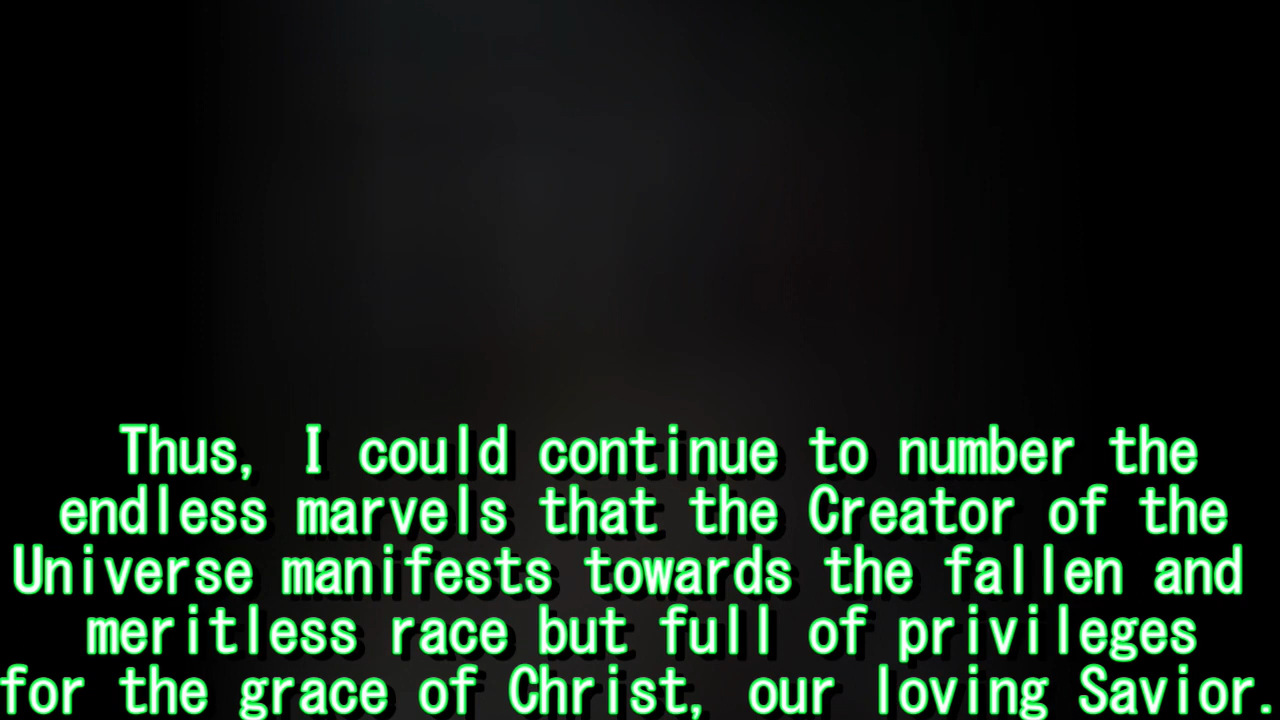 Thus, I could continue to number the
endless marvels that the Creator of the
Universe manifests towards the fallen and
meritless race but full of privileges
for the grace of Christ, our loving Savior.